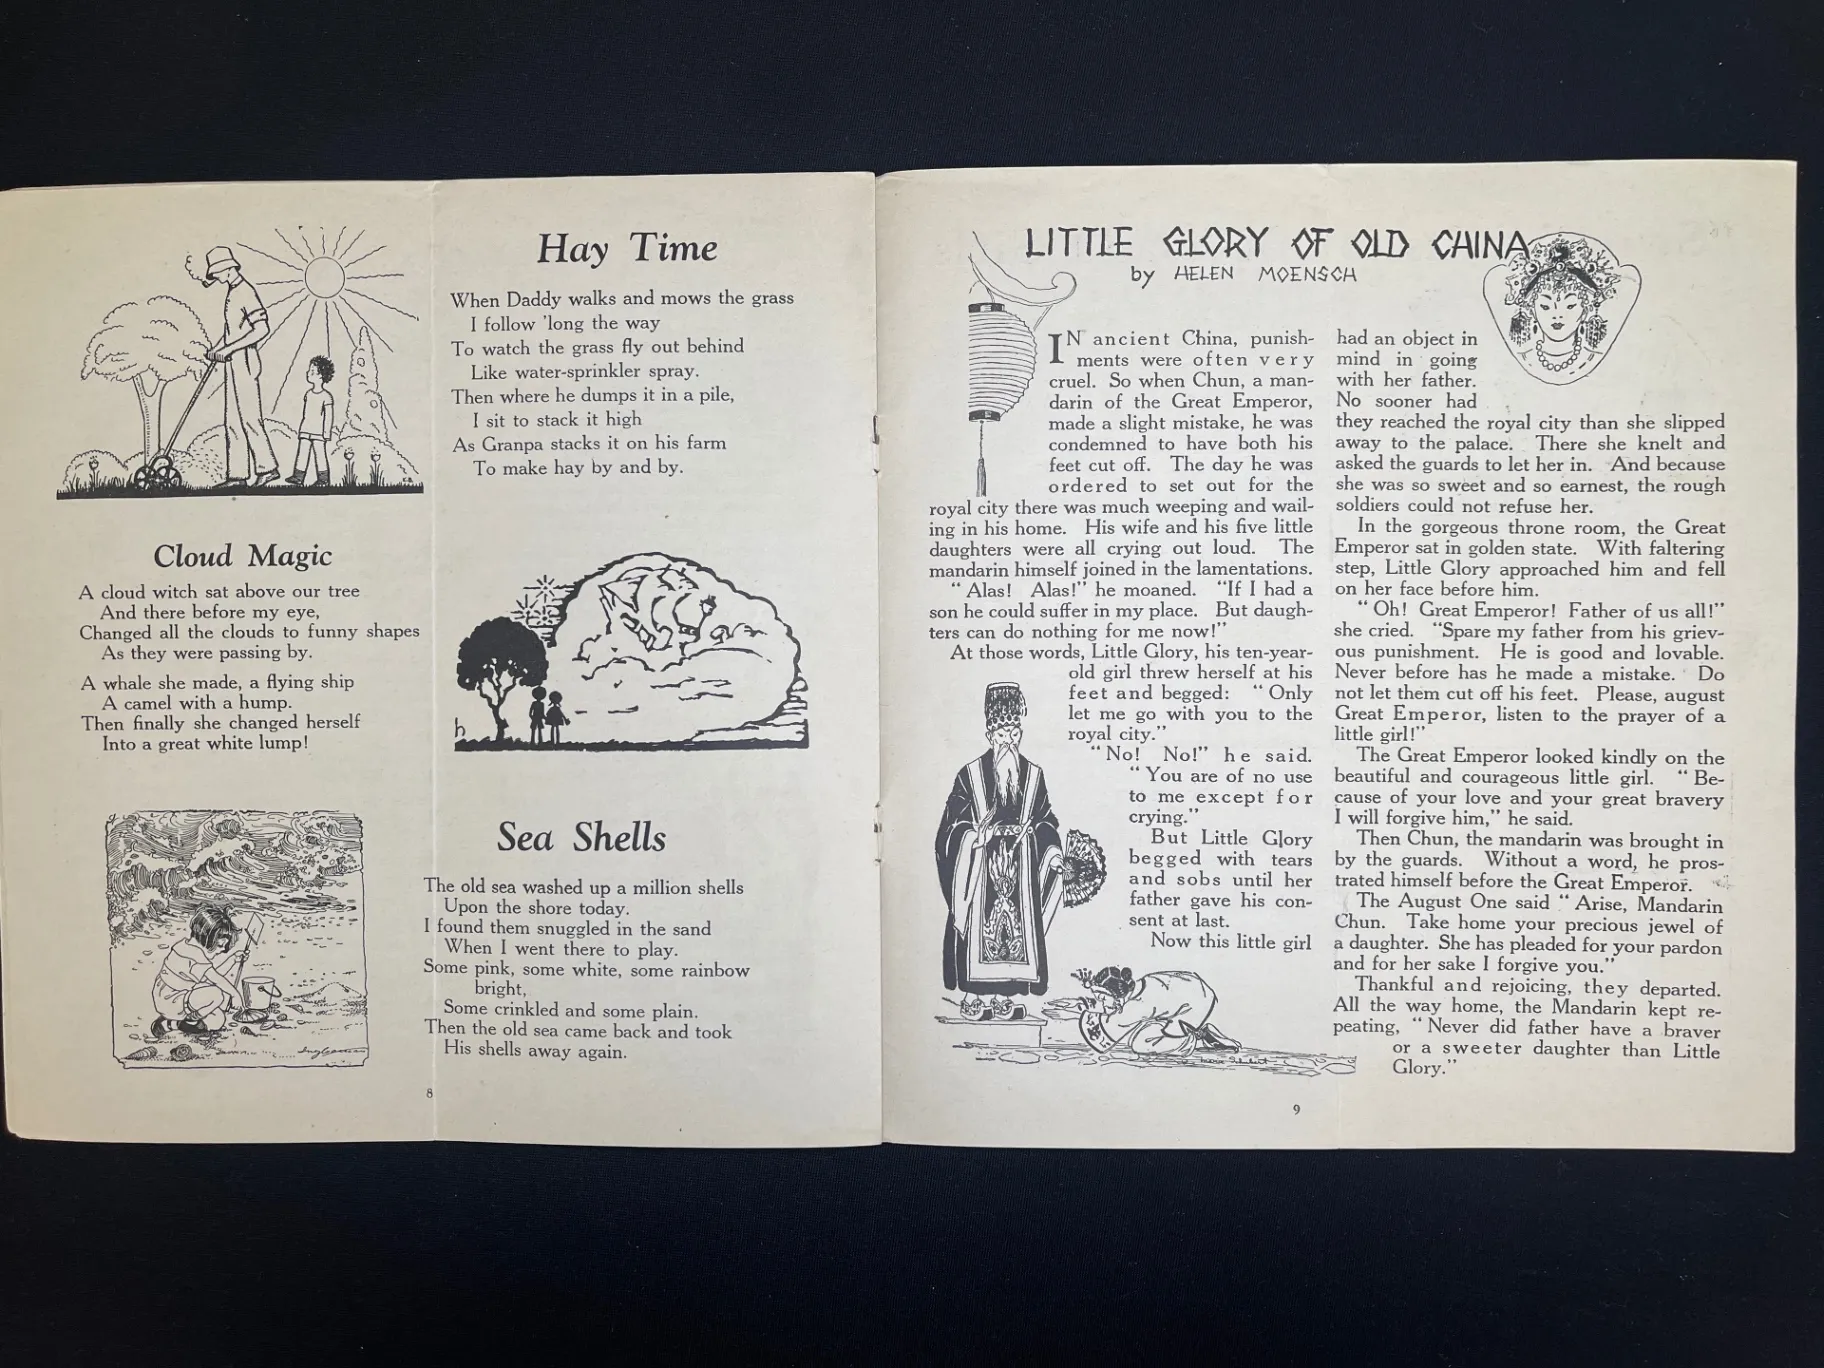 Hay Time
When Daddy walks and mows the grass
I follow 'long the way
To watch the grass fly out behind
Like water-sprinkler spray.
Then where he dumps it in a pile,
I sit to stack it high
As Granpa stacks it on his farm
To make hay by and by.
Cloud Magic
A cloud witch sat above our tree
And there before my eye,
Changed all the clouds to funny shapes
As they were passing by.
A whale she made, a flying ship
A camel with a hump.
Then finally she changed herself
Into a great white lump!
h
Sea Shells
The old sea washed up a million shells
Upon the shore today.
I found them snuggled in the sand
When I went there to play.
Some pink, some white, some rainbow
bright,
Some crinkled and some plain.
Then the old sea came back and took
His shells away again.
8
LITTLE GLORY OF OLD CHINA
by HELEN MOENSCH
IN ancient China, punish-
ments were often very
cruel. So when Chun, a man-
darin of the Great Emperor,
made a slight mistake, he was
condemned to have both his
feet cut off. The day he was
ordered to set out for the
royal city there was much weeping and wail-
ing in his home. His wife and his five little
daughters were all crying out loud. The
mandarin himself joined in the lamentations.
"Alas! Alas!" he moaned. "If I had a
son he could suffer in my place. But daugh-
ters can do nothing for me now!"
At those words, Little Glory, his ten-year-
old girl threw herself at his
feet and begged: "Only
let me go with you to the
royal city."
"No! No!" he said.
"You are of no use
to me except for
crying."
But Little Glory
begged with tears
and sobs until her
father gave his con-
sent at last.
Now this little girl
had an object in
mind in going
with her father.
No sooner had
they reached the royal city than she slipped
away to the palace. There she knelt and
asked the guards to let her in. And because
she was so sweet and so earnest, the rough
soldiers could not refuse her.
In the gorgeous throne room, the Great
Emperor sat in golden state. With faltering
step, Little Glory approached him and fell
on her face before him.
"Oh! Great Emperor! Father of us all!"
she cried. "Spare my father from his griev-
ous punishment. He is good and lovable.
Never before has he made a mistake. Do
not let them cut off his feet. Please, august
Great Emperor, listen to the prayer of a
little girl!"
The Great Emperor looked kindly on the
beautiful and courageous little girl. "Be-
cause of your love and your great bravery
I will forgive him," he said.
Then Chun, the mandarin was brought in
by the guards. Without a word, he pros-
trated himself before the Great Emperor.
The August One said "Arise, Mandarin
Chun. Take home your precious jewel of
a daughter. She has pleaded for your pardon
and for her sake I forgive you."
Thankful and rejoicing, they departed.
All the way home, the Mandarin kept re-
peating, "Never did father have a braver
or a sweeter daughter than Little
Glory."
9